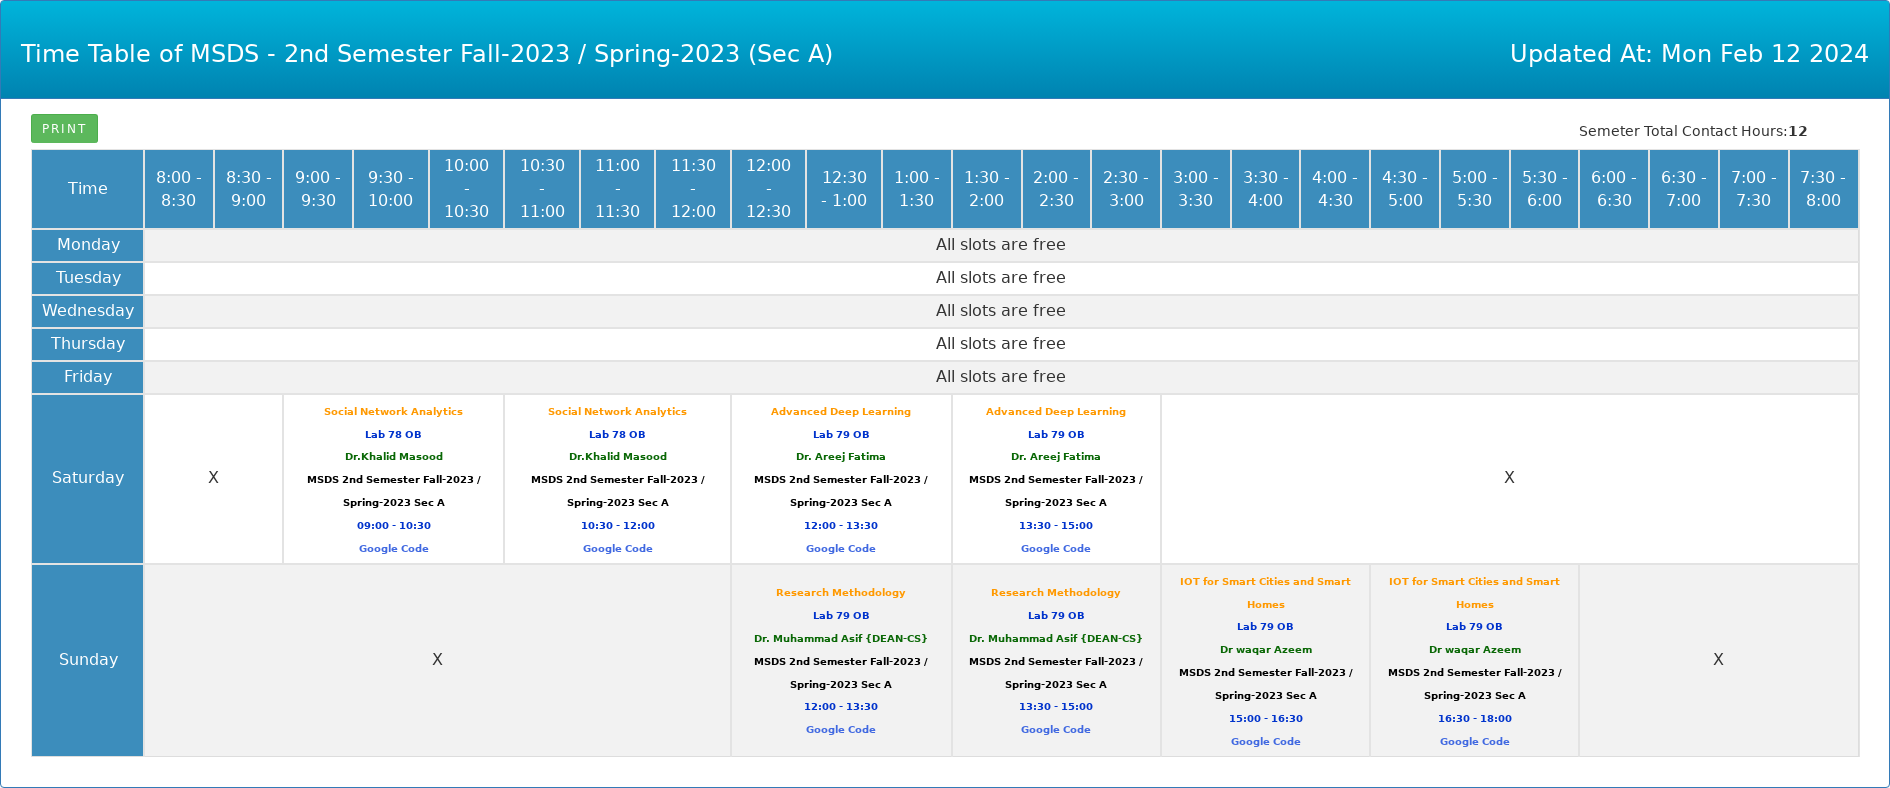 Time Table of MSDS - 2nd Semester Fall-2023 / Spring-2023 (Sec A)
Updated At: Mon Feb 12 2024
PRINT
Semeter Total Contact Hours:12
Time
8:00 -
8:30
8:30 -
9:00
9:00 -
9:30
9:30 -
10:00
10:00
-
10:30
10:30
-
11:00
11:00
-
11:30
11:30
-
12:00
12:00
-
12:30
12:30
- 1:00
1:00 -
1:30
1:30 -
2:00
2:00 -
2:30
2:30 -
3:00
3:00 -
3:30
3:30 -
4:00
4:00 -
4:30
4:30 -
5:00
5:00 -
5:30
5:30 -
6:00
6:00 -
6:30
6:30 -
7:00
7:00 -
7:30
7:30 -
8:00
Monday
All slots are free
Tuesday
All slots are free
Wednesday
All slots are free
Thursday
All slots are free
Friday
All slots are free
Saturday
X
Social Network Analytics
Lab 78 OB
Dr.Khalid Masood
MSDS 2nd Semester Fall-2023 /
Spring-2023 Sec A
09:00 - 10:30
Google Code
Social Network Analytics
Lab 78 OB
Dr.Khalid Masood
MSDS 2nd Semester Fall-2023 /
Spring-2023 Sec A
10:30 - 12:00
Google Code
Advanced Deep Learning
Lab 79 OB
Dr. Areej Fatima
MSDS 2nd Semester Fall-2023 /
Spring-2023 Sec A
12:00 - 13:30
Google Code
Advanced Deep Learning
Lab 79 OB
Dr. Areej Fatima
MSDS 2nd Semester Fall-2023 /
Spring-2023 Sec A
13:30 - 15:00
Google Code
X
Sunday
X
Research Methodology
Lab 79 OB
Dr. Muhammad Asif {DEAN-CS}
MSDS 2nd Semester Fall-2023 /
Spring-2023 Sec A
12:00 - 13:30
Google Code
Research Methodology
Lab 79 OB
Dr. Muhammad Asif {DEAN-CS}
MSDS 2nd Semester Fall-2023 /
Spring-2023 Sec A
13:30 - 15:00
Google Code
IOT for Smart Cities and Smart
Homes
Lab 79 OB
Dr waqar Azeem
MSDS 2nd Semester Fall-2023 /
Spring-2023 Sec A
15:00 - 16:30
Google Code
IOT for Smart Cities and Smart
Homes
Lab 79 OB
Dr waqar Azeem
MSDS 2nd Semester Fall-2023 /
Spring-2023 Sec A
16:30 - 18:00
Google Code
X